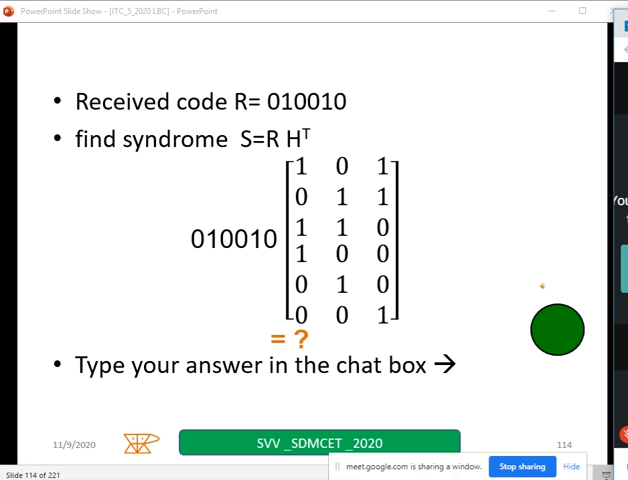 PowerPoint Slide Show - [ITC_5_2020 LBC] - PowerPoint
• Received code R= 010010
• find syndrome S=R Hᵀ
1 0 1
0 1 1
1 1 0
010010
1 0 0
0 1 0
0 0 1
= ?
• Type your answer in the chat box →
11/9/2020
SVV _SDMCET _2020
114
meet.google.com is sharing a window.
Stop sharing
Hide
Slide 114 of 221